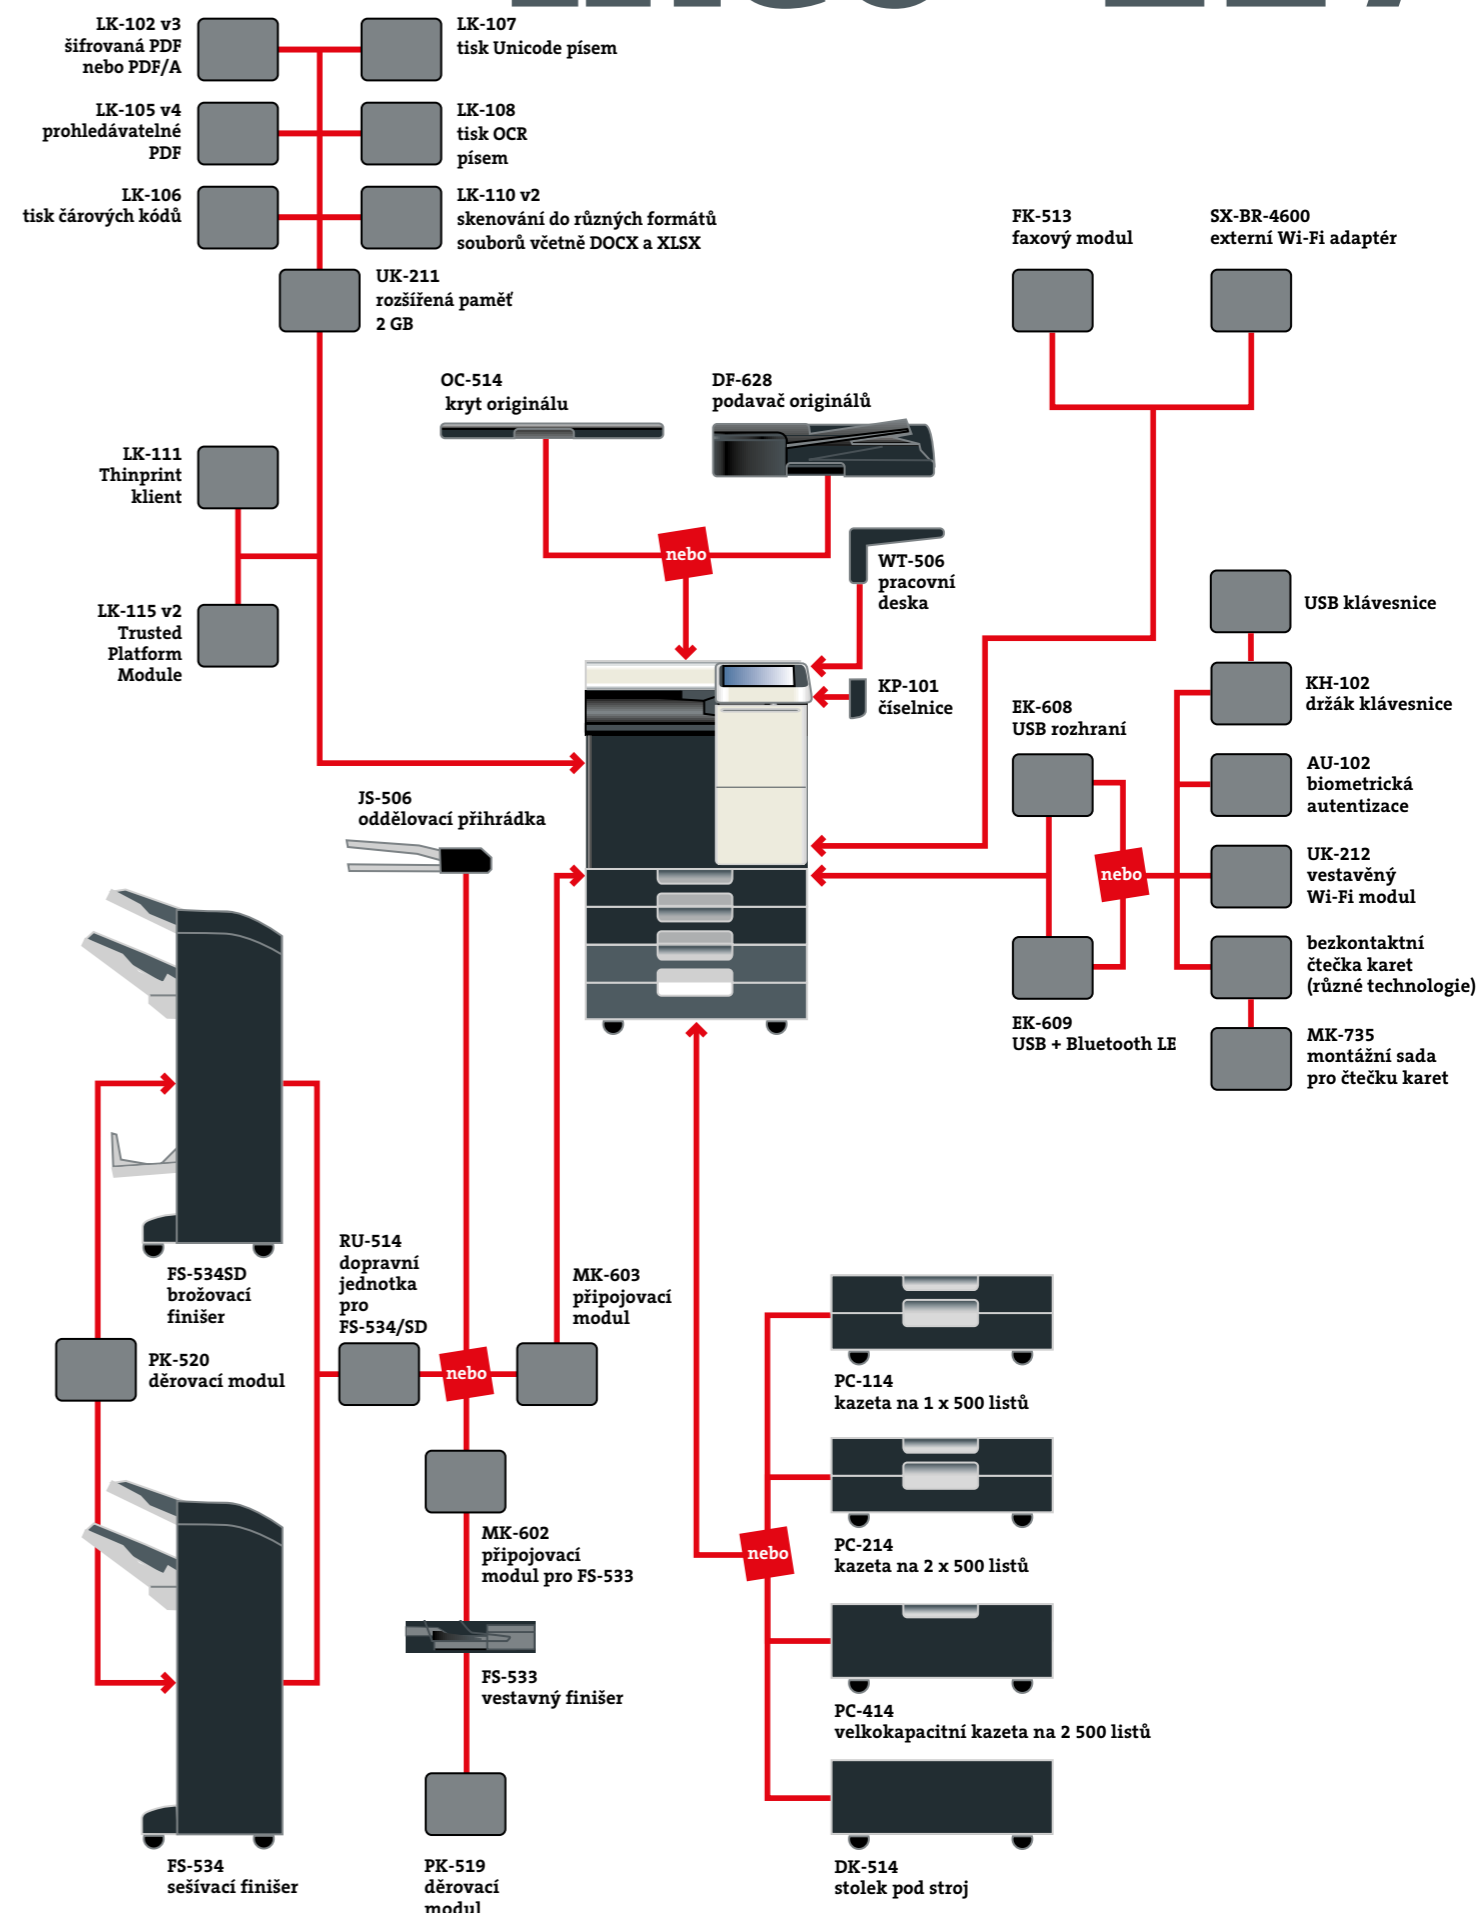 LK-102 v3
šifrovaná PDF
nebo PDF/A
LK-107
tisk Unicode písem
LK-105 v4
prohledávatelné
PDF
LK-108
tisk OCR
písem
LK-106
tisk čárových kódů
LK-110 v2
skenování do různých formátů
souborů včetně DOCX a XLSX
UK-211
rozšířená paměť
2 GB
FK-513
faxový modul
SX-BR-4600
externí Wi-Fi adaptér
OC-514
kryt originálu
DF-628
podavač originálů
LK-111
Thinprint
klient
nebo
WT-506
pracovní
deska
LK-115 v2
Trusted
Platform
Module
USB klávesnice
KP-101
číselnice
KH-102
držák klávesnice
EK-608
USB rozhraní
AU-102
biometrická
autentizace
JS-506
oddělovací přihrádka
UK-212
vestavěný
Wi-Fi modul
nebo
bezkontaktní
čtečka karet
(různé technologie)
EK-609
USB + Bluetooth LE
MK-735
montážní sada
pro čtečku karet
FS-534SD
brožovací
finišer
RU-514
dopravní
jednotka
pro
FS-534/SD
MK-603
připojovací
modul
PK-520
děrovací modul
nebo
PC-114
kazeta na 1 x 500 listů
MK-602
připojovací
modul pro FS-533
nebo
PC-214
kazeta na 2 x 500 listů
FS-533
vestavný finišer
PC-414
velkokapacitní kazeta na 2 500 listů
FS-534
sešívací finišer
PK-519
děrovací
modul
DK-514
stolek pod stroj